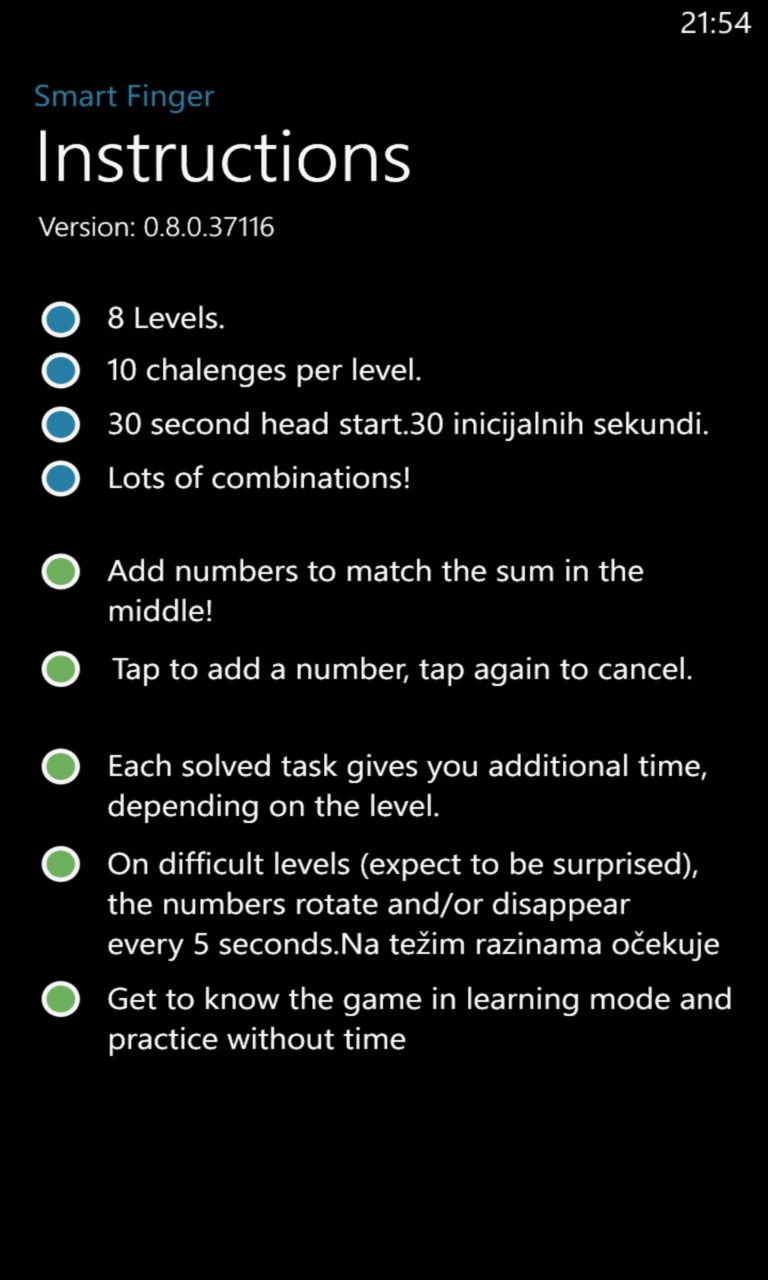 21:54
Smart Finger
Instructions
Version: 0.8.0.37116
8 Levels.
10 chalenges per level.
30 second head start.30 inicijalnih sekundi.
Lots of combinations!
Add numbers to match the sum in the
middle!
Tap to add a number, tap again to cancel.
Each solved task gives you additional time,
depending on the level.
On difficult levels (expect to be surprised),
the numbers rotate and/or disappear
every 5 seconds.Na težim razinama očekuje
Get to know the game in learning mode and
practice without time